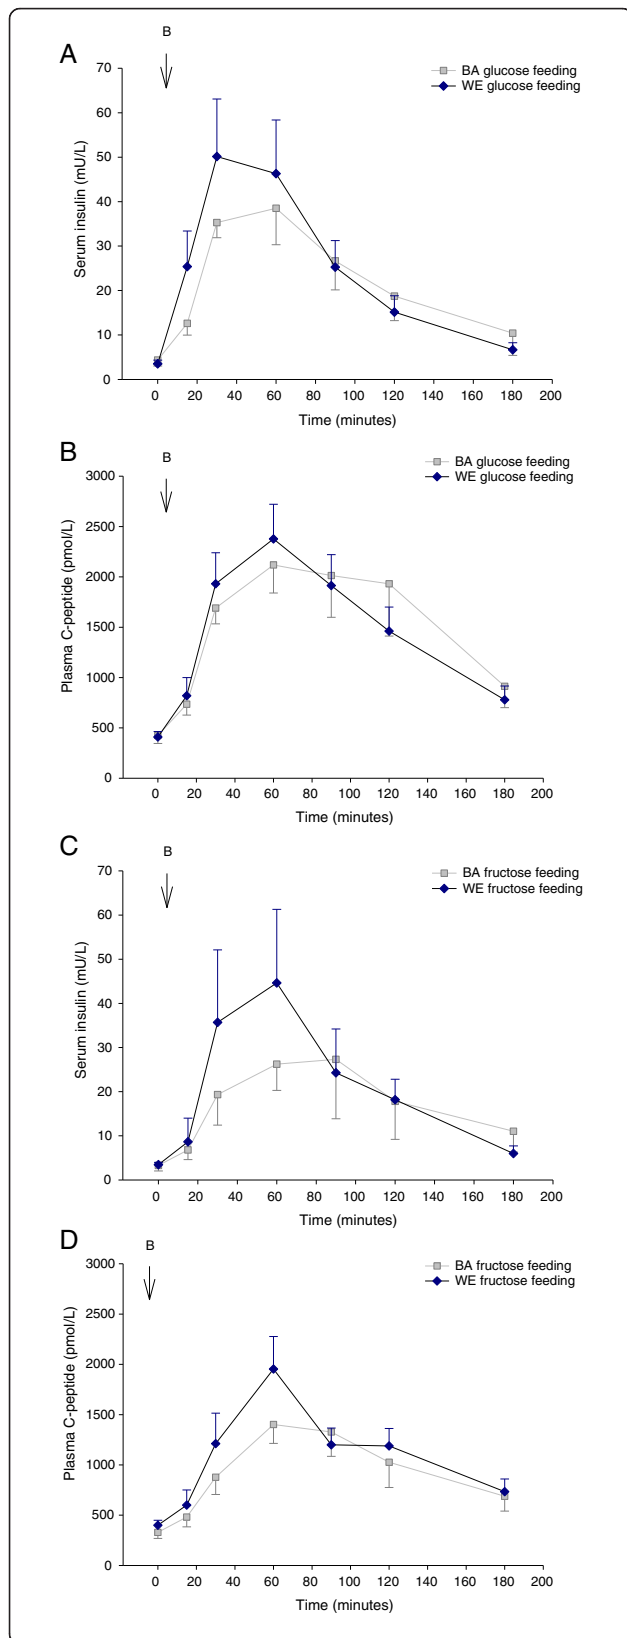 A
B
BA glucose feeding
WE glucose feeding
Serum insulin (mU/L)
70
60
50
40
30
20
10
0
0 20 40 60 80 100 120 140 160 180 200
Time (minutes)
B
B
BA glucose feeding
WE glucose feeding
Plasma C-peptide (pmol/L)
3000
2500
2000
1500
1000
500
0
0 20 40 60 80 100 120 140 160 180 200
Time (minutes)
C
B
BA fructose feeding
WE fructose feeding
Serum insulin (mU/L)
70
60
50
40
30
20
10
0
0 20 40 60 80 100 120 140 160 180 200
Time (minutes)
D
B
BA fructose feeding
WE fructose feeding
Plasma C-peptide (pmol/L)
3000
2500
2000
1500
1000
500
0
0 20 40 60 80 100 120 140 160 180 200
Time (minutes)